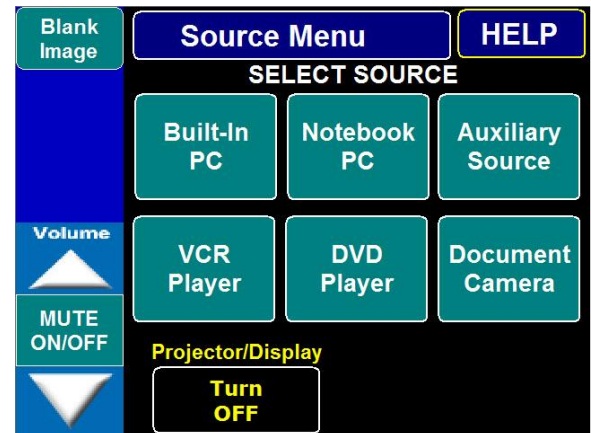 Blank
Image
Source Menu
HELP
SELECT SOURCE
Built-In
PC
Notebook
PC
Auxiliary
Source
Volume
VCR
Player
DVD
Player
Document
Camera
MUTE
ON/OFF
Projector/Display
Turn
OFF